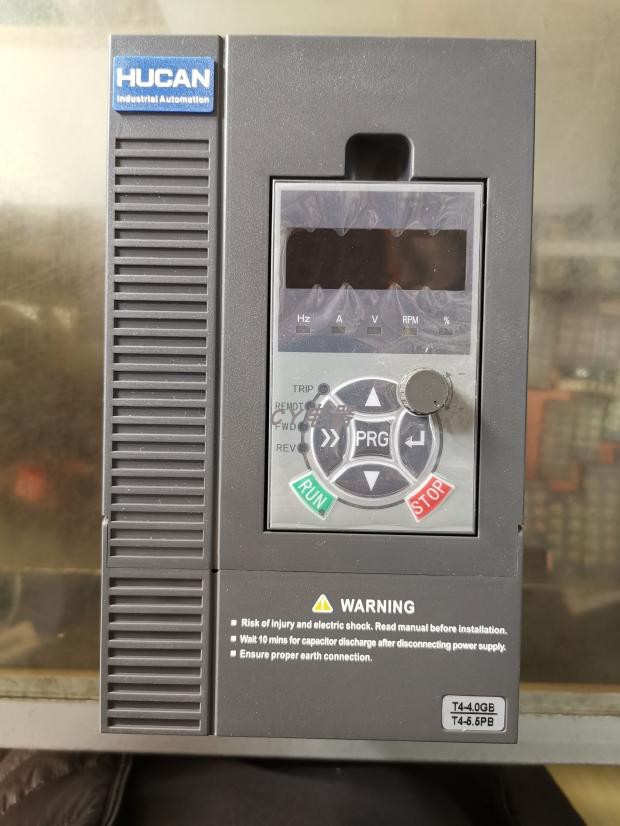 HUCAN
Industrial Automation
Hz A V RPM %
TRIP
REMOT
FWD
REV
PRG
RUN
STOP
WARNING
Risk of injury and electric shock. Read manual before installation.
Wait 10 mins for capacitor discharge after disconnecting power supply.
Ensure proper earth connection.
T4-4.0GB
T4-5.5PB